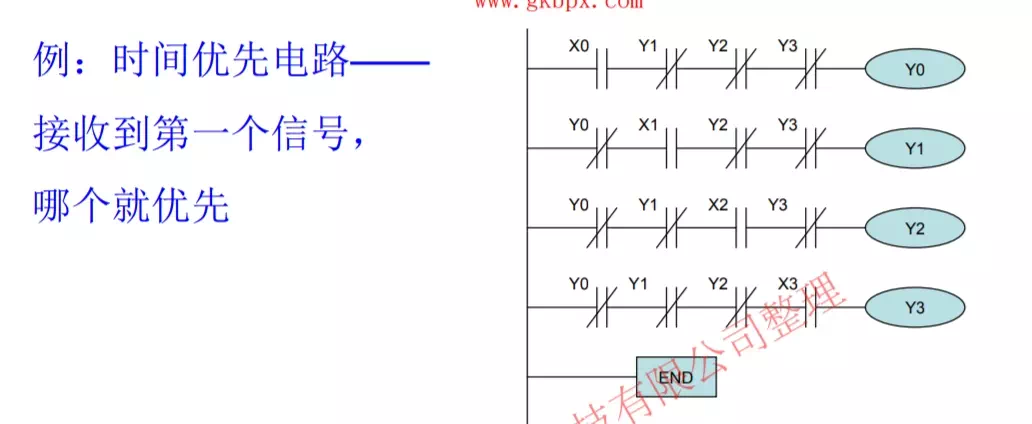 www.gkbpx.com
例：时间优先电路——
接收到第一个信号，
哪个就优先
X0 Y1 Y2 Y3 Y0
Y0 X1 Y2 Y3 Y1
Y0 Y1 X2 Y3 Y2
Y0 Y1 Y2 X3 Y3
END
技有限公司整理